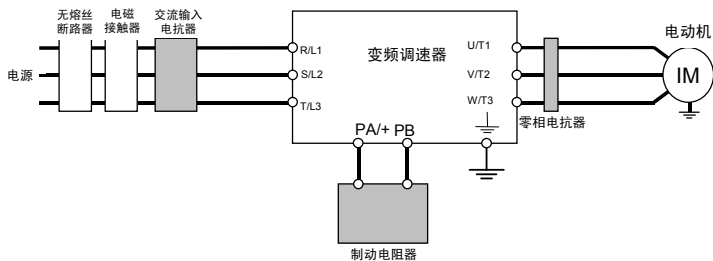 无熔丝
断路器
电磁
接触器
交流输入
电抗器
电源
R/L1
S/L2
T/L3
变频调速器
U/T1
V/T2
W/T3
PA/+ PB
零相电抗器
电动机
IM
制动电阻器